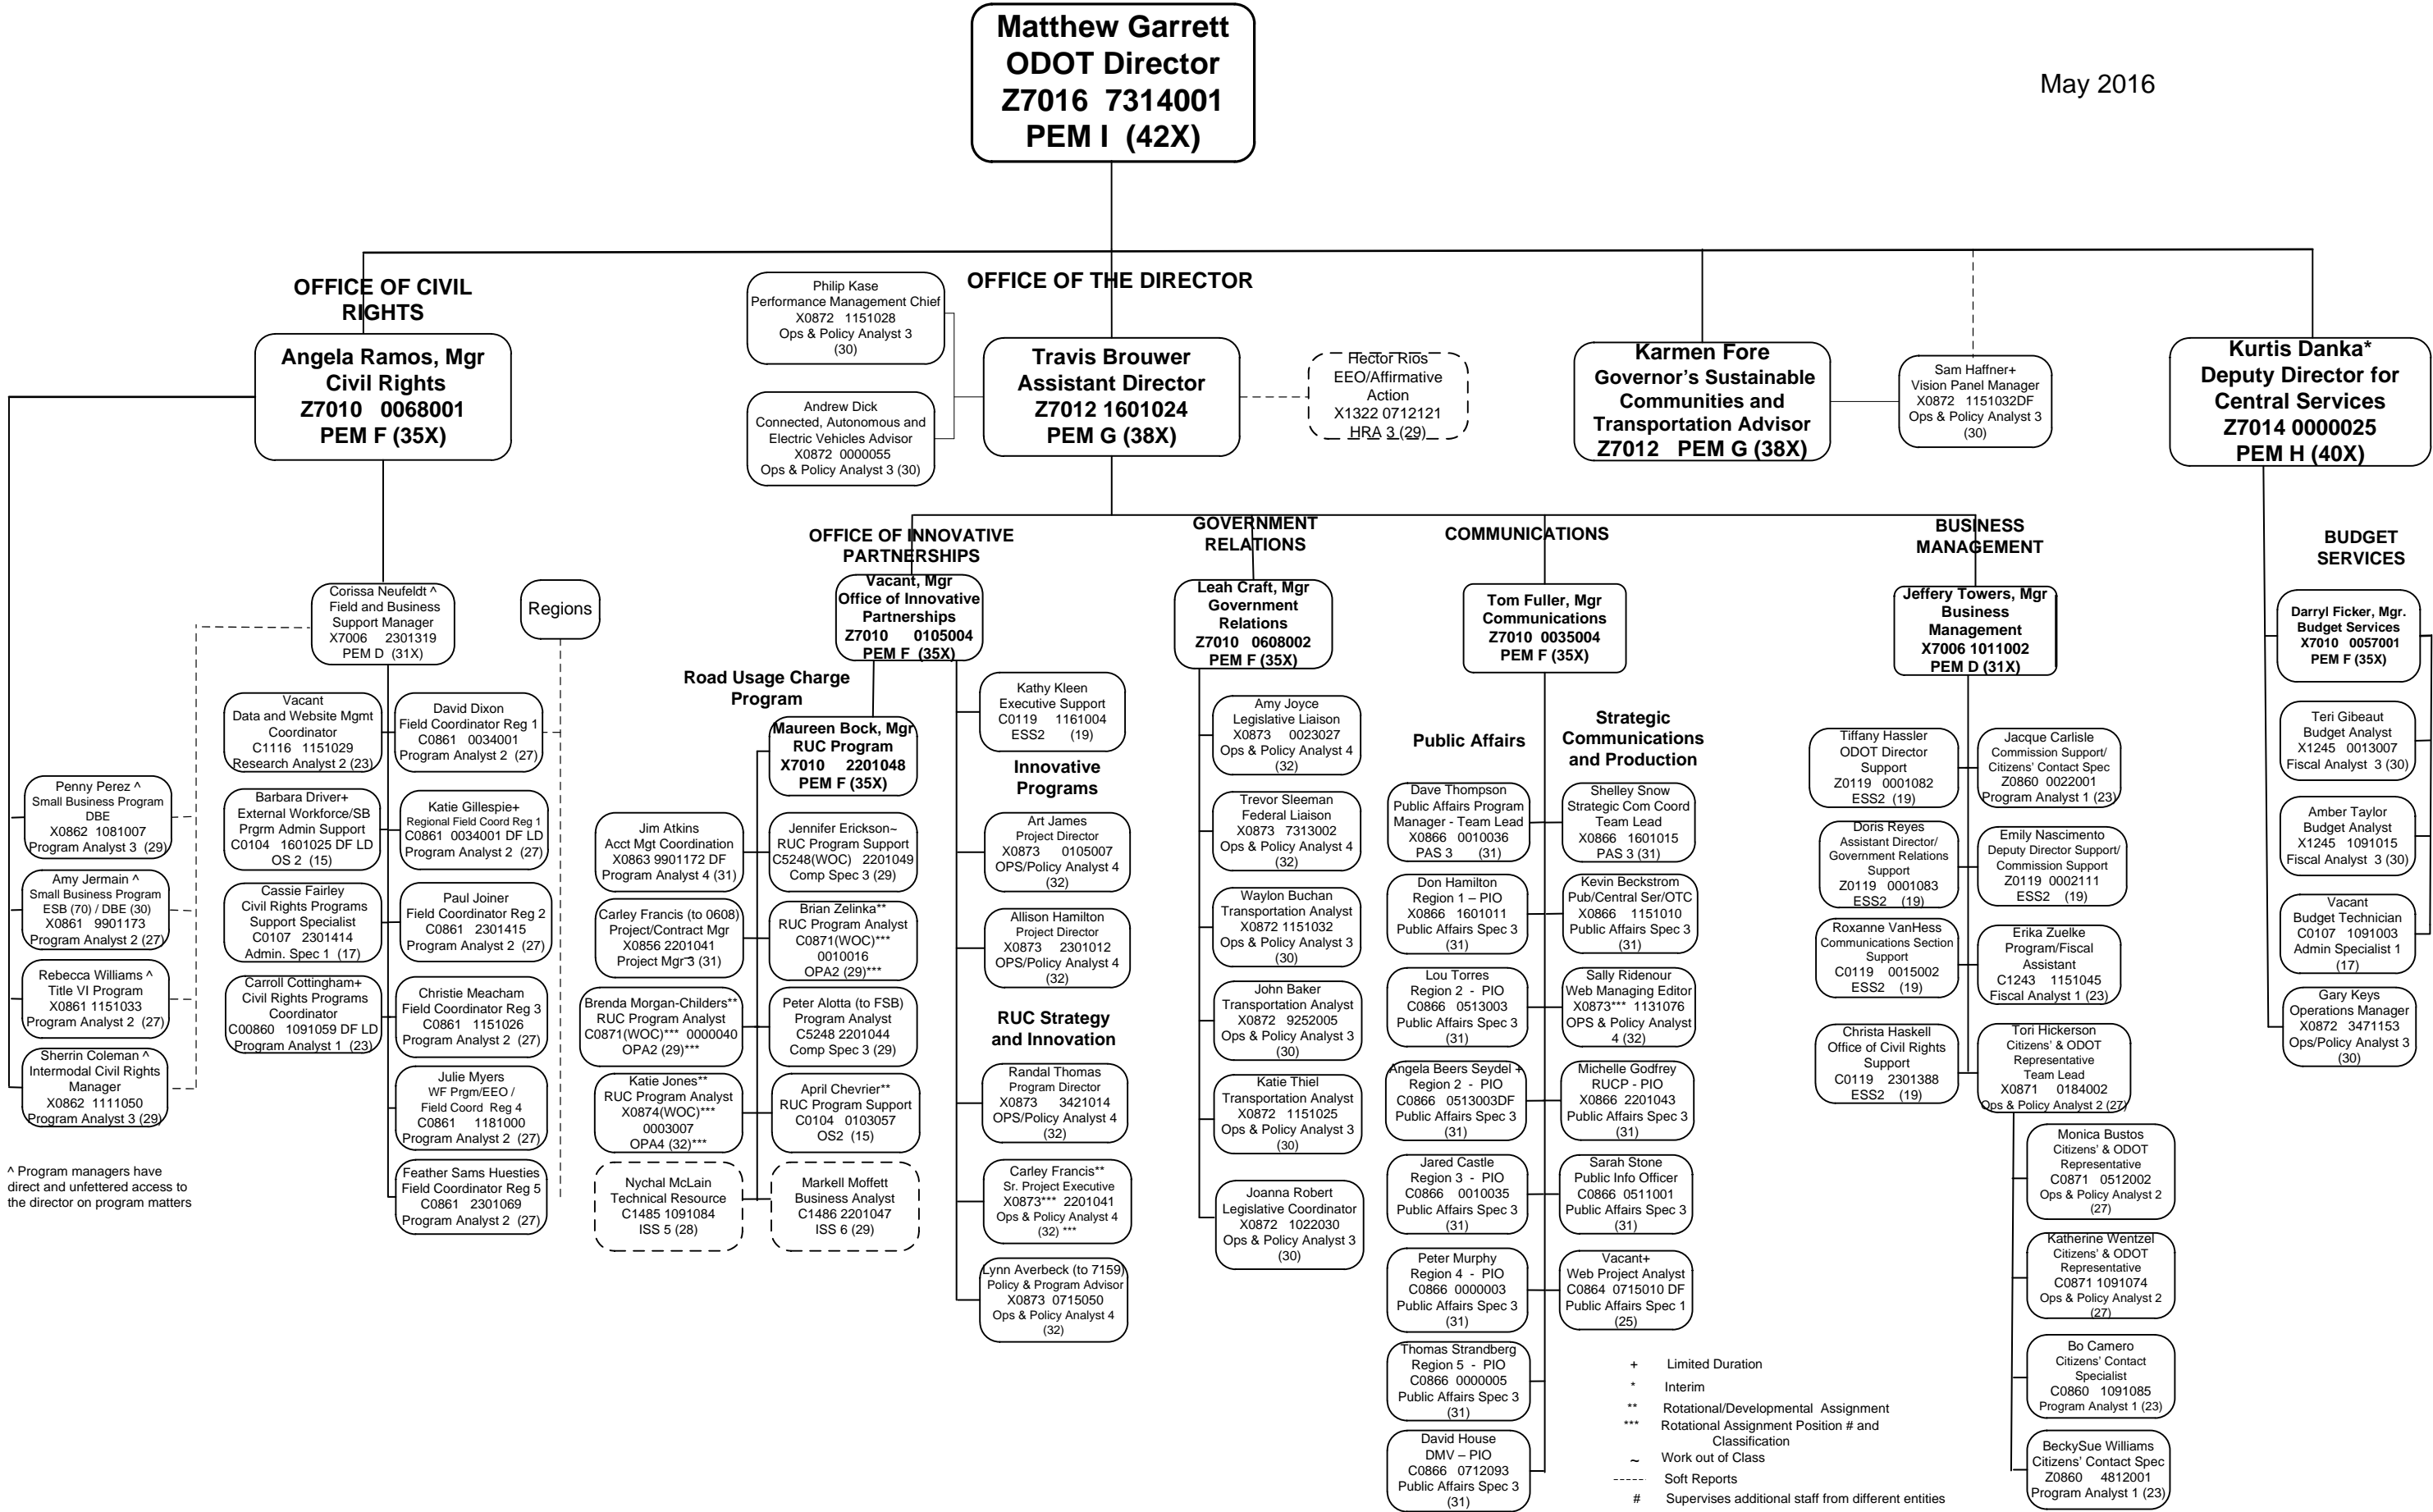 Matthew Garrett
ODOT Director
Z7016 7314001
PEM I (42X)
May 2016
OFFICE OF CIVIL
RIGHTS
Angela Ramos, Mgr
Civil Rights
Z7010 0068001
PEM F (35X)
OFFICE OF THE DIRECTOR
Philip Kase
Performance Management Chief
X0872 1151028
Ops & Policy Analyst 3
(30)
Andrew Dick
Connected, Autonomous and
Electric Vehicles Advisor
X0872 0000055
Ops & Policy Analyst 3 (30)
Travis Brouwer
Assistant Director
Z7012 1601024
PEM G (38X)
Hector Rios
EEO/Affirmative
Action
X1322 0712121
HRA 3 (29)
Karmen Fore
Governor's Sustainable
Communities and
Transportation Advisor
Z7012 PEM G (38X)
Sam Haffner+
Vision Panel Manager
X0872 1151032DF
Ops & Policy Analyst 3
(30)
Kurtis Danka*
Deputy Director for
Central Services
Z7014 0000025
PEM H (40X)
Corissa Neufeldt ^
Field and Business
Support Manager
X7006 2301319
PEM D (31X)
Regions
Penny Perez ^
Small Business Program
DBE
X0862 1081007
Program Analyst 3 (29)
Amy Jermain ^
Small Business Program
ESB (70) / DBE (30)
X0861 9901173
Program Analyst 2 (27)
Rebecca Williams ^
Title VI Program
X0861 1151033
Program Analyst 2 (27)
Sherrin Coleman ^
Intermodal Civil Rights
Manager
X0862 1111050
Program Analyst 3 (29)
^ Program managers have
direct and unfettered access to
the director on program matters
Vacant
Data and Website Mgmt
Coordinator
C1116 1151029
Research Analyst 2 (23)
Barbara Driver+
External Workforce/SB
Prgrm Admin Support
C0104 1601025 DF LD
OS 2 (15)
Cassie Fairley
Civil Rights Programs
Support Specialist
C0107 2301414
Admin. Spec 1 (17)
Carroll Cottingham+
Civil Rights Programs
Coordinator
C00860 1091059 DF LD
Program Analyst 1 (23)
David Dixon
Field Coordinator Reg 1
C0861 0034001
Program Analyst 2 (27)
Katie Gillespie+
Regional Field Coord Reg 1
C0861 0034001 DF LD
Program Analyst 2 (27)
Paul Joiner
Field Coordinator Reg 2
C0861 2301415
Program Analyst 2 (27)
Christie Meacham
Field Coordinator Reg 3
C0861 1151026
Program Analyst 2 (27)
Julie Myers
WF Prgm/EEO /
Field Coord Reg 4
C0861 1181000
Program Analyst 2 (27)
Feather Sams Huesties
Field Coordinator Reg 5
C0861 2301069
Program Analyst 2 (27)
OFFICE OF INNOVATIVE
PARTNERSHIPS
Vacant, Mgr
Office of Innovative
Partnerships
Z7010 0105004
PEM F (35X)
Road Usage Charge
Program
Maureen Bock, Mgr
RUC Program
X7010 2201048
PEM F (35X)
Jim Atkins
Acct Mgt Coordination
X0863 9901172 DF
Program Analyst 4 (31)
Carley Francis (to 0608)
Project/Contract Mgr
X0856 2201041
Project Mgr 3 (31)
Brenda Morgan-Childers**
RUC Program Analyst
C0871(WOC)*** 0000040
OPA2 (29)***
Katie Jones**
RUC Program Analyst
X0874(WOC)***
0003007
OPA4 (32)***
Nychal McLain
Technical Resource
C1485 1091084
ISS 5 (28)
Jennifer Erickson~
RUC Program Support
C5248(WOC) 2201049
Comp Spec 3 (29)
Brian Zelinka**
RUC Program Analyst
C0871(WOC)***
0010016
OPA2 (29)***
Peter Alotta (to FSB)
Program Analyst
C5248 2201044
Comp Spec 3 (29)
April Chevrier**
RUC Program Support
C0104 0103057
OS2 (15)
Markell Moffett
Business Analyst
C1486 2201047
ISS 6 (29)
Kathy Kleen
Executive Support
C0119 1161004
ESS2 (19)
Innovative
Programs
Art James
Project Director
X0873 0105007
OPS/Policy Analyst 4
(32)
Allison Hamilton
Project Director
X0873 2301012
OPS/Policy Analyst 4
(32)
RUC Strategy
and Innovation
Randal Thomas
Program Director
X0873 3421014
OPS/Policy Analyst 4
(32)
Carley Francis**
Sr. Project Executive
X0873*** 2201041
Ops & Policy Analyst 4
(32) ***
Lynn Averbeck (to 7159)
Policy & Program Advisor
X0873 0715050
Ops & Policy Analyst 4
(32)
GOVERNMENT
RELATIONS
Leah Craft, Mgr
Government
Relations
Z7010 0608002
PEM F (35X)
Amy Joyce
Legislative Liaison
X0873 0023027
Ops & Policy Analyst 4
(32)
Trevor Sleeman
Federal Liaison
X0873 7313002
Ops & Policy Analyst 4
(32)
Waylon Buchan
Transportation Analyst
X0872 1151032
Ops & Policy Analyst 3
(30)
John Baker
Transportation Analyst
X0872 9252005
Ops & Policy Analyst 3
(30)
Katie Thiel
Transportation Analyst
X0872 1151025
Ops & Policy Analyst 3
(30)
Joanna Robert
Legislative Coordinator
X0872 1022030
Ops & Policy Analyst 3
(30)
COMMUNICATIONS
Tom Fuller, Mgr
Communications
Z7010 0035004
PEM F (35X)
Public Affairs
Dave Thompson
Public Affairs Program
Manager - Team Lead
X0866 0010036
PAS 3 (31)
Don Hamilton
Region 1 – PIO
X0866 1601011
Public Affairs Spec 3
(31)
Lou Torres
Region 2 - PIO
C0866 0513003
Public Affairs Spec 3
(31)
Angela Beers Seydel +
Region 2 - PIO
C0866 0513003DF
Public Affairs Spec 3
(31)
Jared Castle
Region 3 - PIO
C0866 0010035
Public Affairs Spec 3
(31)
Peter Murphy
Region 4 - PIO
C0866 0000003
Public Affairs Spec 3
(31)
Thomas Strandberg
Region 5 - PIO
C0866 0000005
Public Affairs Spec 3
(31)
David House
DMV – PIO
C0866 0712093
Public Affairs Spec 3
(31)
Strategic
Communications
and Production
Shelley Snow
Strategic Com Coord
Team Lead
X0866 1601015
PAS 3 (31)
Kevin Beckstrom
Pub/Central Ser/OTC
X0866 1151010
Public Affairs Spec 3
(31)
Sally Ridenour
Web Managing Editor
X0873*** 1131076
OPS & Policy Analyst
4 (32)
Michelle Godfrey
RUCP - PIO
X0866 2201043
Public Affairs Spec 3
(31)
Sarah Stone
Public Info Officer
C0866 0511001
Public Affairs Spec 3
(31)
Vacant+
Web Project Analyst
C0864 0715010 DF
Public Affairs Spec 1
(25)
BUSINESS
MANAGEMENT
Jeffery Towers, Mgr
Business
Management
X7006 1011002
PEM D (31X)
Tiffany Hassler
ODOT Director
Support
Z0119 0001082
ESS2 (19)
Doris Reyes
Assistant Director/
Government Relations
Support
Z0119 0001083
ESS2 (19)
Roxanne VanHess
Communications Section
Support
C0119 0015002
ESS2 (19)
Christa Haskell
Office of Civil Rights
Support
C0119 2301388
ESS2 (19)
Jacque Carlisle
Commission Support/
Citizens' Contact Spec
Z0860 0022001
Program Analyst 1 (23)
Emily Nascimento
Deputy Director Support/
Commission Support
Z0119 0002111
ESS2 (19)
Erika Zuelke
Program/Fiscal
Assistant
C1243 1151045
Fiscal Analyst 1 (23)
Tori Hickerson
Citizens' & ODOT
Representative
Team Lead
X0871 0184002
Ops & Policy Analyst 2 (27)
Monica Bustos
Citizens' & ODOT
Representative
C0871 0512002
Ops & Policy Analyst 2
(27)
Katherine Wentzel
Citizens' & ODOT
Representative
C0871 1091074
Ops & Policy Analyst 2
(27)
Bo Camero
Citizens' Contact
Specialist
C0860 1091085
Program Analyst 1 (23)
BeckySue Williams
Citizens' Contact Spec
Z0860 4812001
Program Analyst 1 (23)
BUDGET
SERVICES
Darryl Ficker, Mgr.
Budget Services
X7010 0057001
PEM F (35X)
Teri Gibeaut
Budget Analyst
X1245 0013007
Fiscal Analyst 3 (30)
Amber Taylor
Budget Analyst
X1245 1091015
Fiscal Analyst 3 (30)
Vacant
Budget Technician
C0107 1091003
Admin Specialist 1
(17)
Gary Keys
Operations Manager
X0872 3471153
Ops/Policy Analyst 3
(30)
+ Limited Duration
* Interim
** Rotational/Developmental Assignment
*** Rotational Assignment Position # and
Classification
~ Work out of Class
----- Soft Reports
# Supervises additional staff from different entities